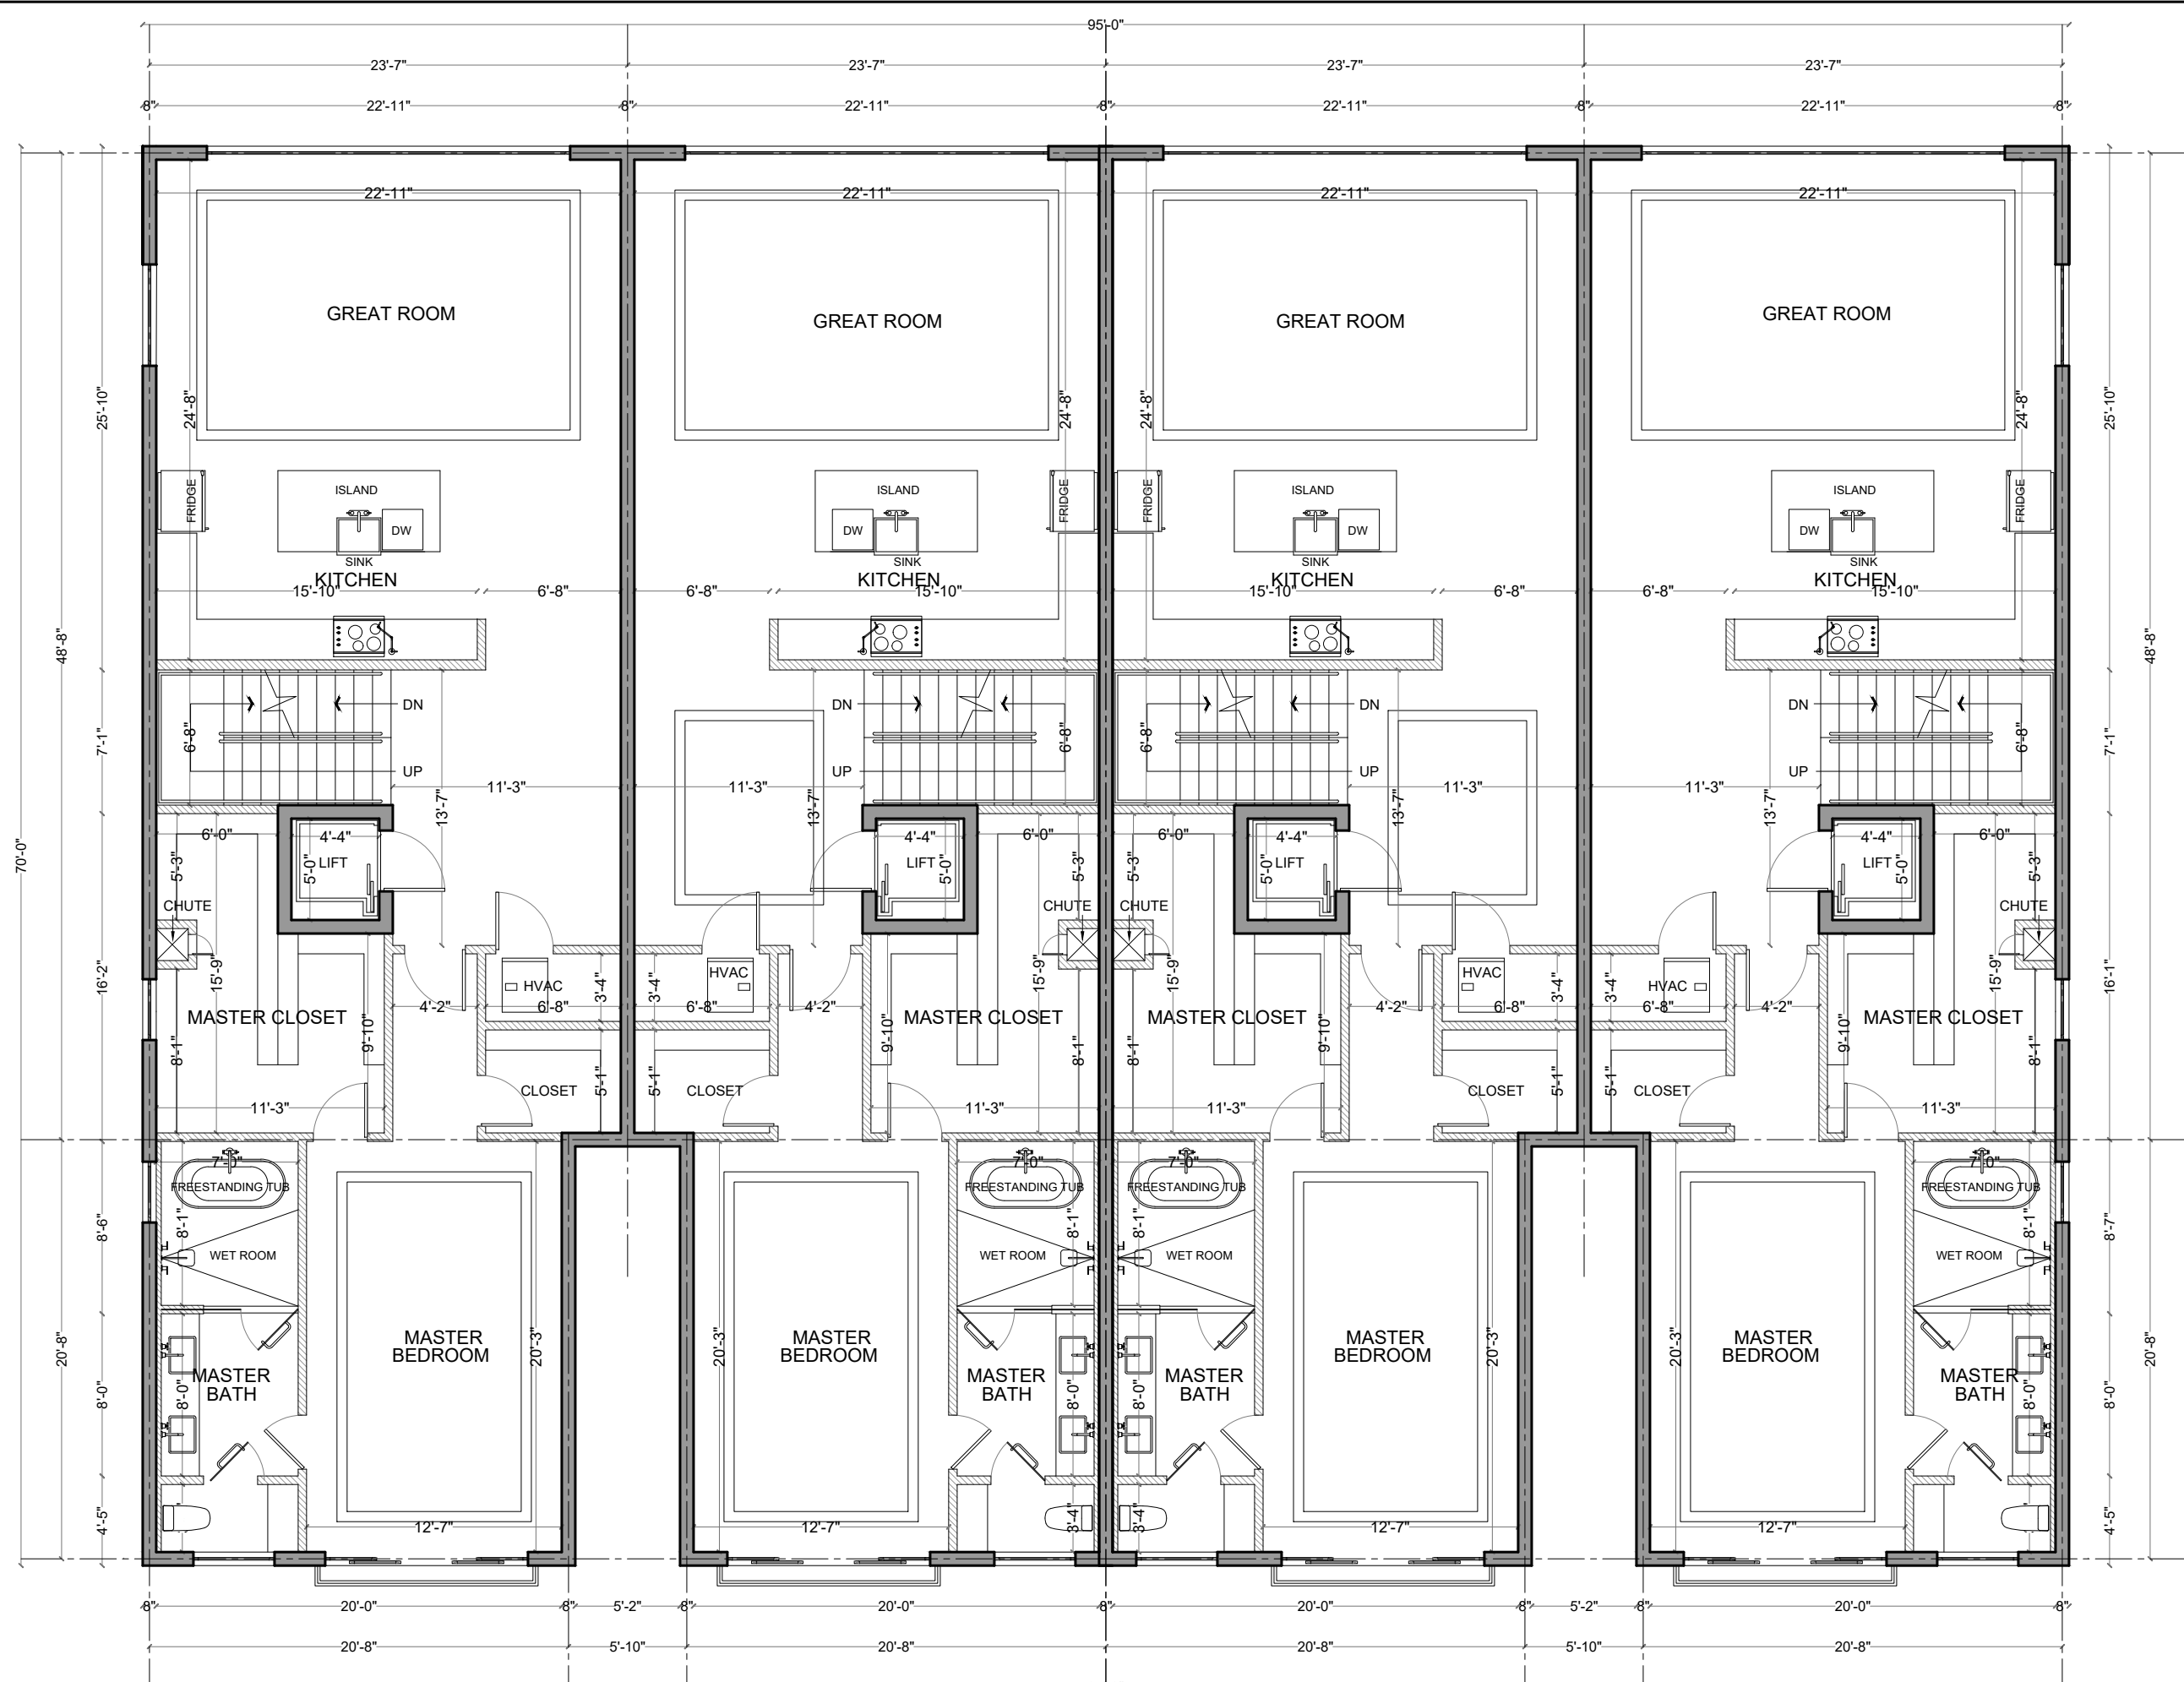 95'-0"
23'-7" 23'-7" 23'-7" 23'-7"
8" 22'-11" 8" 22'-11" 8" 22'-11" 8" 22'-11" 8"
22'-11" 22'-11" 22'-11" 22'-11"
GREAT ROOM GREAT ROOM GREAT ROOM GREAT ROOM
25'-10" 24'-8" 24'-8" 24'-8" 24'-8" 25'-10"
FRIDGE ISLAND ISLAND FRIDGE FRIDGE ISLAND ISLAND FRIDGE
DW DW DW DW
SINK SINK SINK SINK
KITCHEN KITCHEN KITCHEN KITCHEN
15'-10" 6'-8" 6'-8" 15'-10" 15'-10" 6'-8" 6'-8" 15'-10"
48'-8" 48'-8"
DN DN DN DN
7'-1" 6'-8" 6'-8" 6'-8" 6'-8" 7'-1"
UP UP UP UP
11'-3" 11'-3" 11'-3" 11'-3"
13'-7" 13'-7" 13'-7" 13'-7"
6'-0" 4'-4" 4'-4" 6'-0" 6'-0" 4'-4" 4'-4" 6'-0"
70'-0"
5'-3" 5'-0" LIFT LIFT 5'-0" 5'-3" 5'-3" 5'-0" LIFT LIFT 5'-0" 5'-3"
CHUTE CHUTE CHUTE CHUTE
16'-2" 15'-9" HVAC 3'-4" 3'-4" HVAC 15'-9" 15'-9" HVAC 3'-4" 3'-4" HVAC 15'-9" 16'-1"
4'-2" 6'-8" 6'-8" 4'-2" 4'-2" 6'-8" 6'-8" 4'-2"
MASTER CLOSET MASTER CLOSET MASTER CLOSET MASTER CLOSET
8'-1" 9'-10" 9'-10" 8'-1" 8'-1" 9'-10" 9'-10" 8'-1"
CLOSET 5'-1" 5'-1" CLOSET CLOSET 5'-1" 5'-1" CLOSET
11'-3" 11'-3" 11'-3" 11'-3"
7'-0" 7'-0" 7'-0" 7'-0"
FREESTANDING TUB FREESTANDING TUB FREESTANDING TUB FREESTANDING TUB
8'-6" 8'-1" 8'-1" 8'-1" 8'-1" 8'-7"
WET ROOM WET ROOM WET ROOM WET ROOM
20'-8" 20'-3" 20'-3" 20'-3" 20'-3" 20'-8"
MASTER MASTER MASTER MASTER
BEDROOM BEDROOM BEDROOM BEDROOM
MASTER MASTER MASTER MASTER
BATH BATH BATH BATH
8'-0" 8'-0" 8'-0" 8'-0" 8'-0" 8'-0"
4'-5" 3'-4" 3'-4" 4'-5"
12'-7" 12'-7" 12'-7" 12'-7"
8" 20'-0" 8" 5'-2" 8" 20'-0" 8" 20'-0" 8" 5'-2" 8" 20'-0" 8"
20'-8" 5'-10" 20'-8" 20'-8" 5'-10" 20'-8"